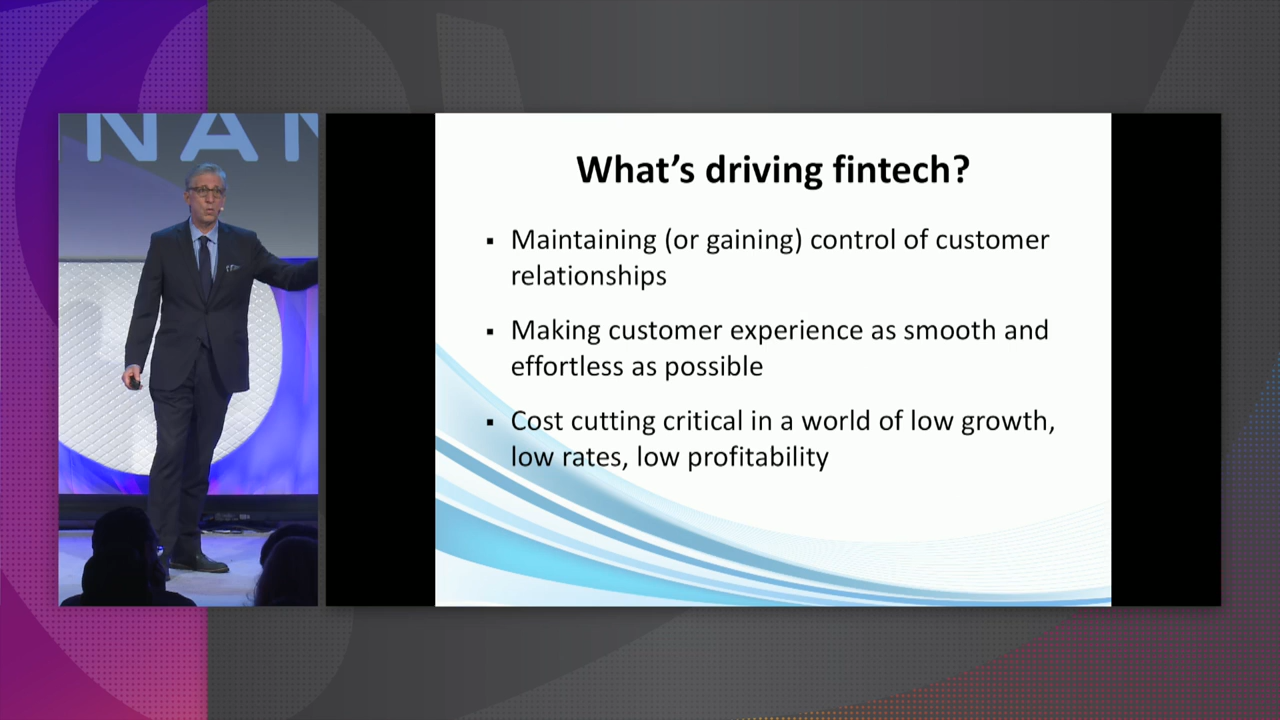 NAN
What's driving fintech?
▪ Maintaining (or gaining) control of customer
relationships
▪ Making customer experience as smooth and
effortless as possible
▪ Cost cutting critical in a world of low growth,
low rates, low profitability